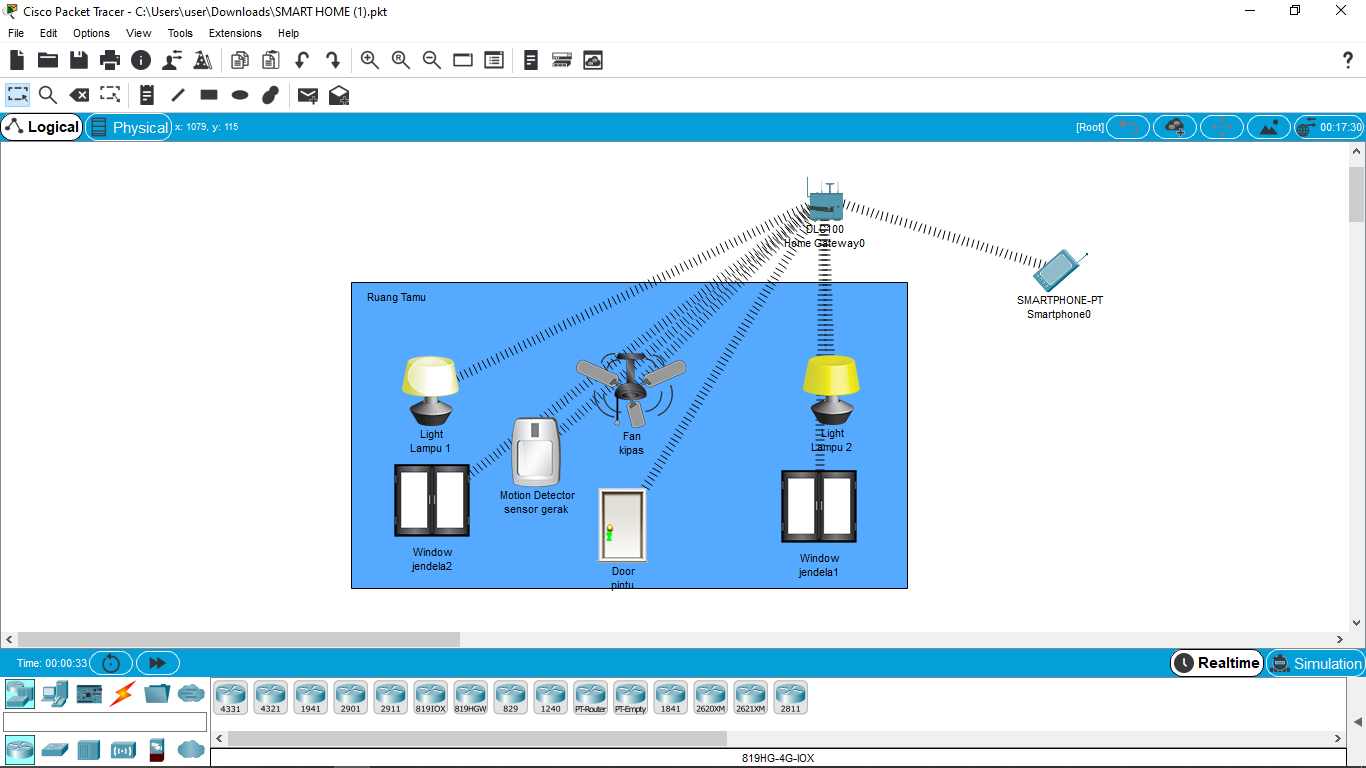 Cisco Packet Tracer - C:\Users\user\Downloads\SMART HOME (1).pkt
File Edit Options View Tools Extensions Help
Logical
Physical
x: 1079, y: 115
[Root]
00:17:30
DLC100
Home Gateway0
SMARTPHONE-PT
Smartphone0
Ruang Tamu
Light
Lampu 1
Fan
kipas
Light
Lampu 2
Motion Detector
sensor gerak
Window
jendela2
Door
pintu
Window
jendela1
Time: 00:00:33
Realtime
Simulation
4331 4321 1941 2901 2911 819IOX 819HGW 829 1240 PT-Router PT-Empty 1841 2620XM 2621XM 2811
819HG-4G-IOX